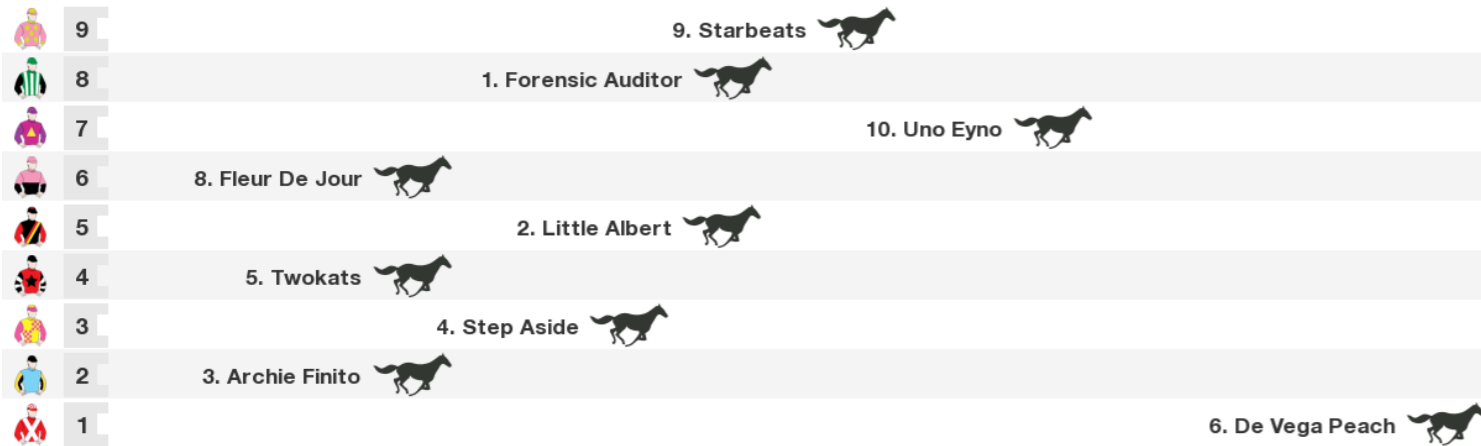 9 9. Starbeats
8 1. Forensic Auditor
7 10. Uno Eyno
6 8. Fleur De Jour
5 2. Little Albert
4 5. Twokats
3 4. Step Aside
2 3. Archie Finito
1 6. De Vega Peach